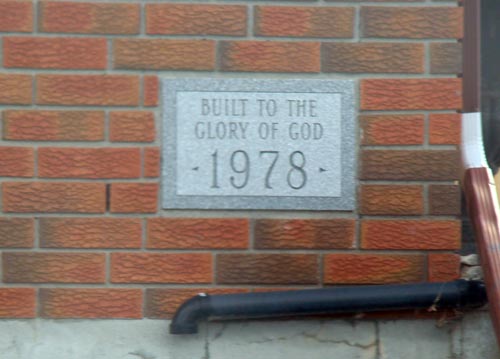 BUILT TO THE
GLORY OF GOD
1978